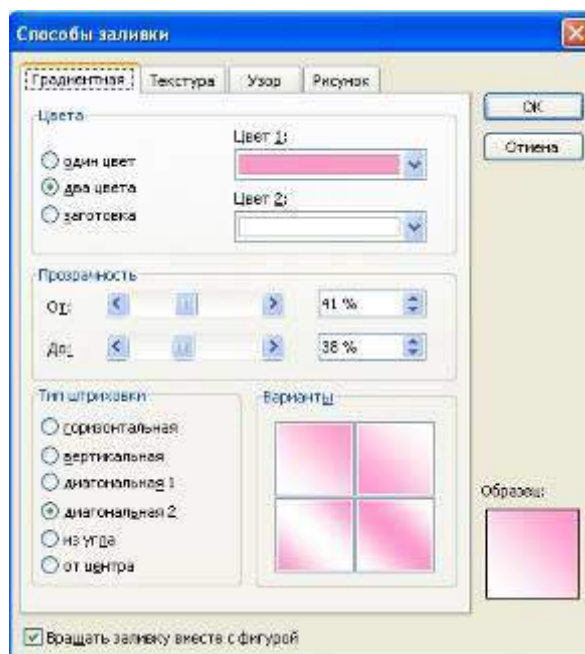 Способы заливки
Градиентная Текстура Узор Рисунок
ОК
Отмена
Цвета
один цвет
два цвета
заготовка
Цвет 1:
Цвет 2:
Прозрачность
От: 41 %
До: 38 %
Тип штриховки
горизонтальная
вертикальная
диагональная 1
диагональная 2
из угла
от центра
Варианты
Образец:
Вращать заливку вместе с фигурой